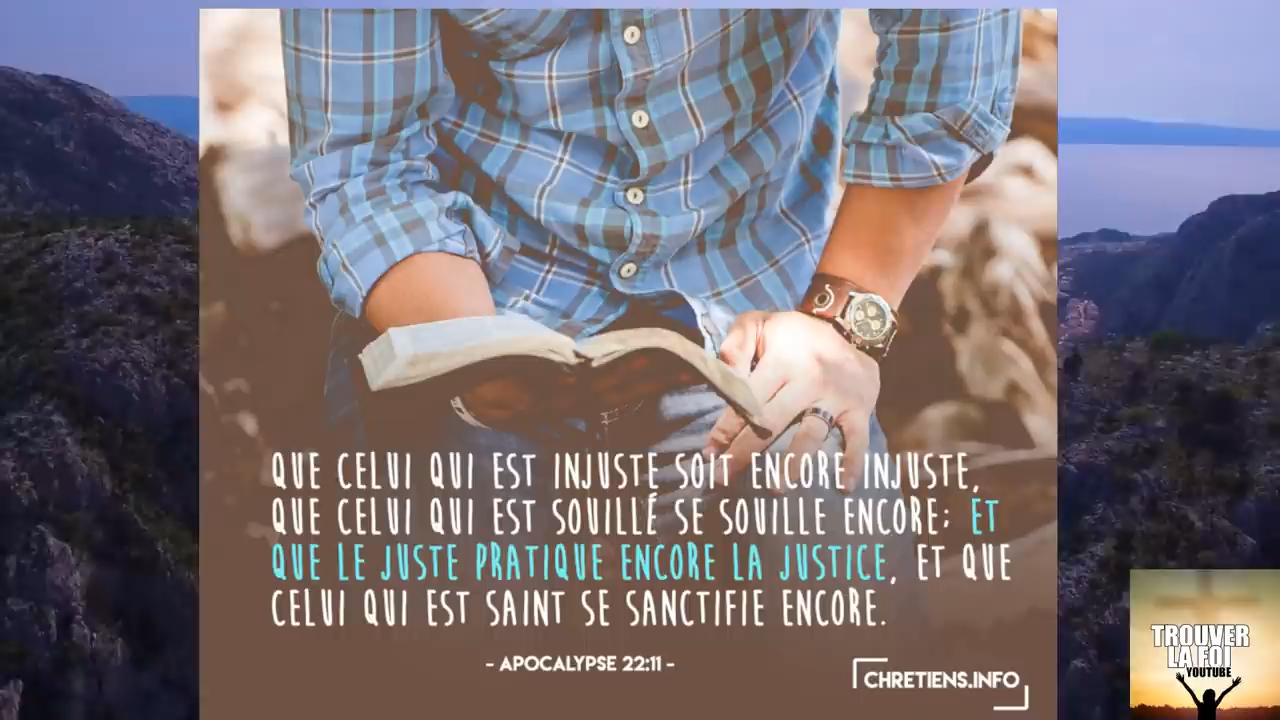 QUE CELUI QUI EST INJUSTE SOIT ENCORE INJUSTE,
QUE CELUI QUI EST SOUILLÉ SE SOUILLE ENCORE; ET
QUE LE JUSTE PRATIQUE ENCORE LA JUSTICE, ET QUE
CELUI QUI EST SAINT SE SANCTIFIE ENCORE.
- APOCALYPSE 22:11 -
CHRETIENS.INFO
TROUVER
LA FOI
YOUTUBE